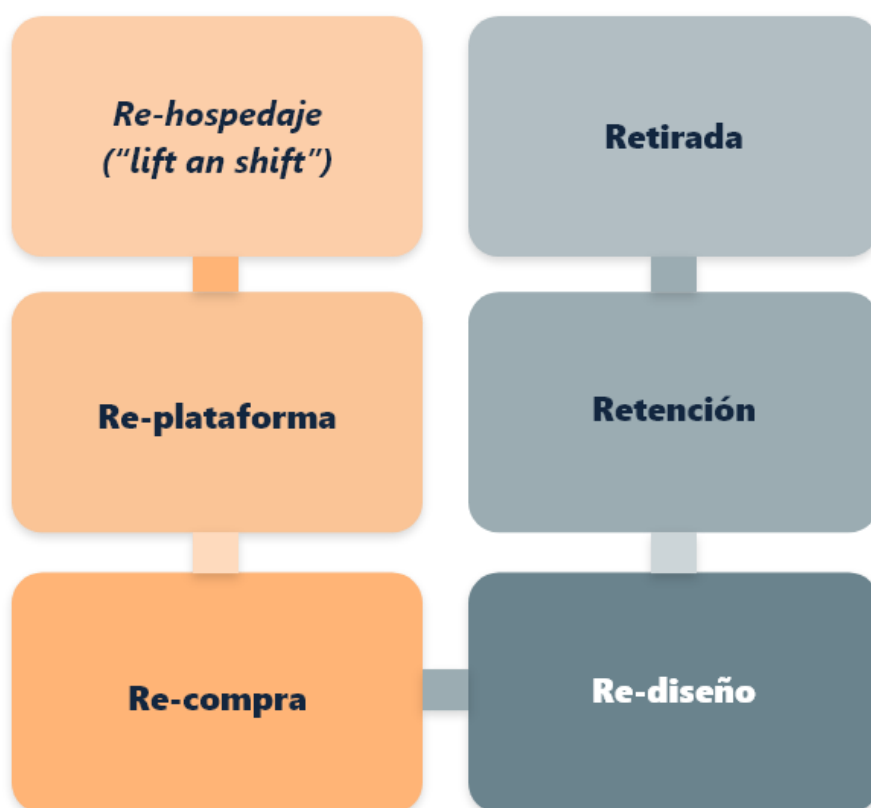 Re-hospedaje
(“lift an shift”)
Re-plataforma
Re-compra
Re-diseño
Retención
Retirada